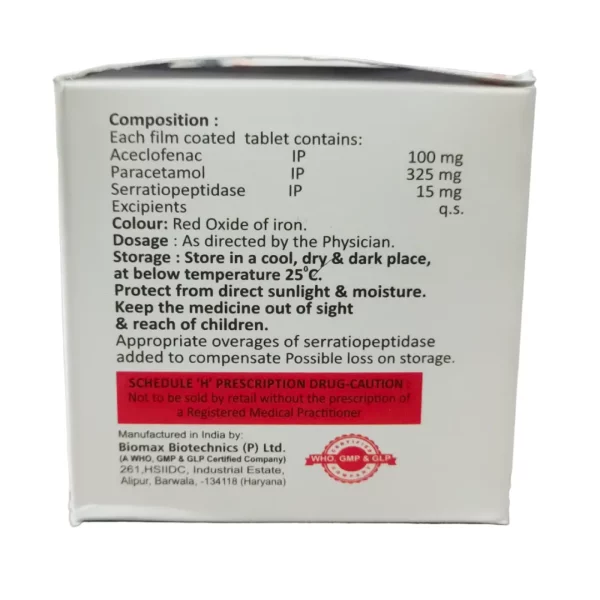 Composition :
Each film coated tablet contains:
Aceclofenac IP 100 mg
Paracetamol IP 325 mg
Serratiopeptidase IP 15 mg
Excipients q.s.
Colour: Red Oxide of iron.
Dosage : As directed by the Physician.
Storage : Store in a cool, dry & dark place,
at below temperature 25°C.
Protect from direct sunlight & moisture.
Keep the medicine out of sight
& reach of children.
Appropriate overages of serratiopeptidase
added to compensate Possible loss on storage.
SCHEDULE 'H' PRESCRIPTION DRUG-CAUTION :
Not to be sold by retail without the prescription of
a Registered Medical Practitioner
Manufactured in India by:
Biomax Biotechnics (P) Ltd.
(A WHO, GMP & GLP Certified Company)
261,HSIIDC, Industrial Estate,
Alipur, Barwala, -134118 (Haryana)
CERTIFIED
WHO, GMP & GLP
COMPANY